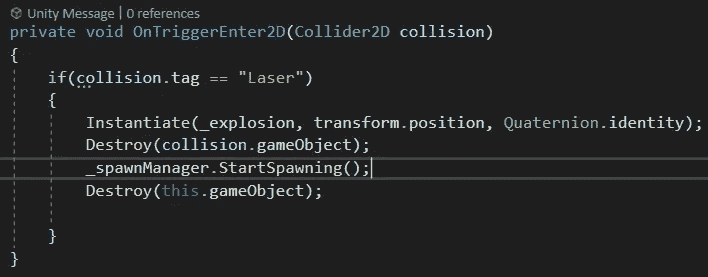 Unity Message | 0 references
private void OnTriggerEnter2D(Collider2D collision)
{
if(collision.tag == "Laser")
{
Instantiate(_explosion, transform.position, Quaternion.identity);
Destroy(collision.gameObject);
_spawnManager.StartSpawning();
Destroy(this.gameObject);
}
}